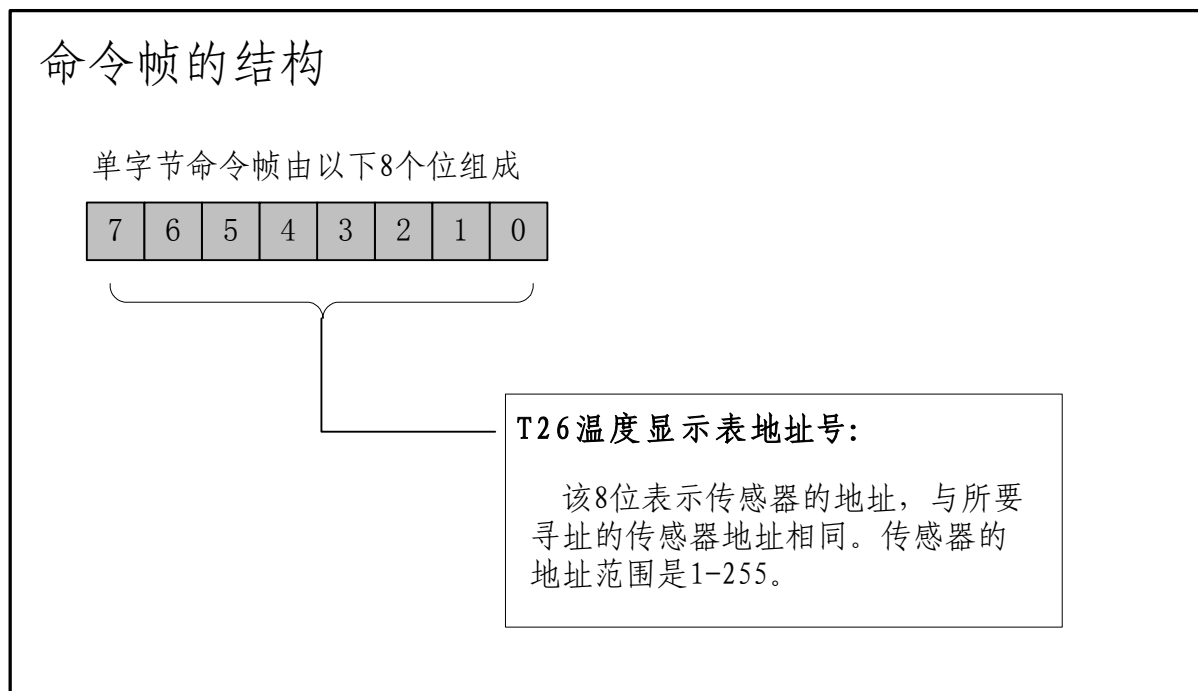 命令帧的结构
单字节命令帧由以下8个位组成
7 6 5 4 3 2 1 0
T26温度显示表地址号:
该8位表示传感器的地址，与所要
寻址的传感器地址相同。传感器的
地址范围是1-255。